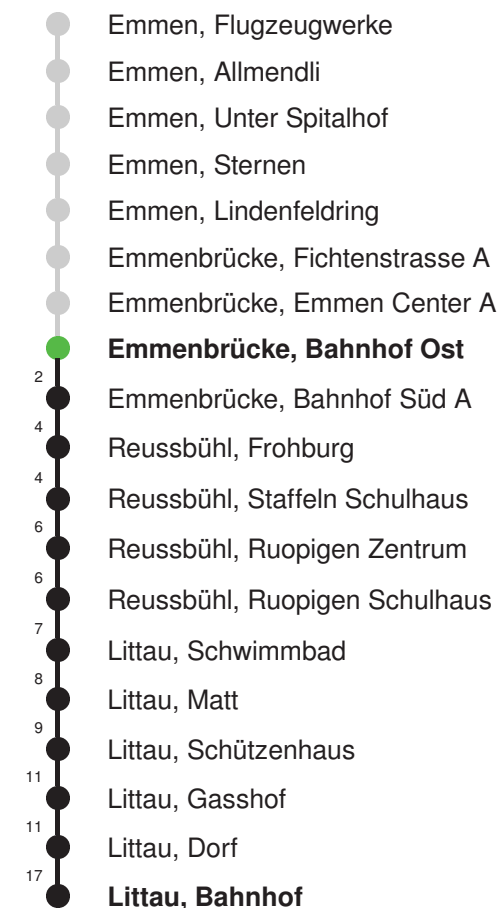 Emmen, Flugzeugwerke
Emmen, Allmendli
Emmen, Unter Spitalhof
Emmen, Sternen
Emmen, Lindenfeldring
Emmenbrücke, Fichtenstrasse A
Emmenbrücke, Emmen Center A
Emmenbrücke, Bahnhof Ost
2 Emmenbrücke, Bahnhof Süd A
4 Reussbühl, Frohburg
4 Reussbühl, Staffeln Schulhaus
6 Reussbühl, Ruopigen Zentrum
6 Reussbühl, Ruopigen Schulhaus
7 Littau, Schwimmbad
8 Littau, Matt
9 Littau, Schützenhaus
11 Littau, Gasshof
11 Littau, Dorf
17 Littau, Bahnhof